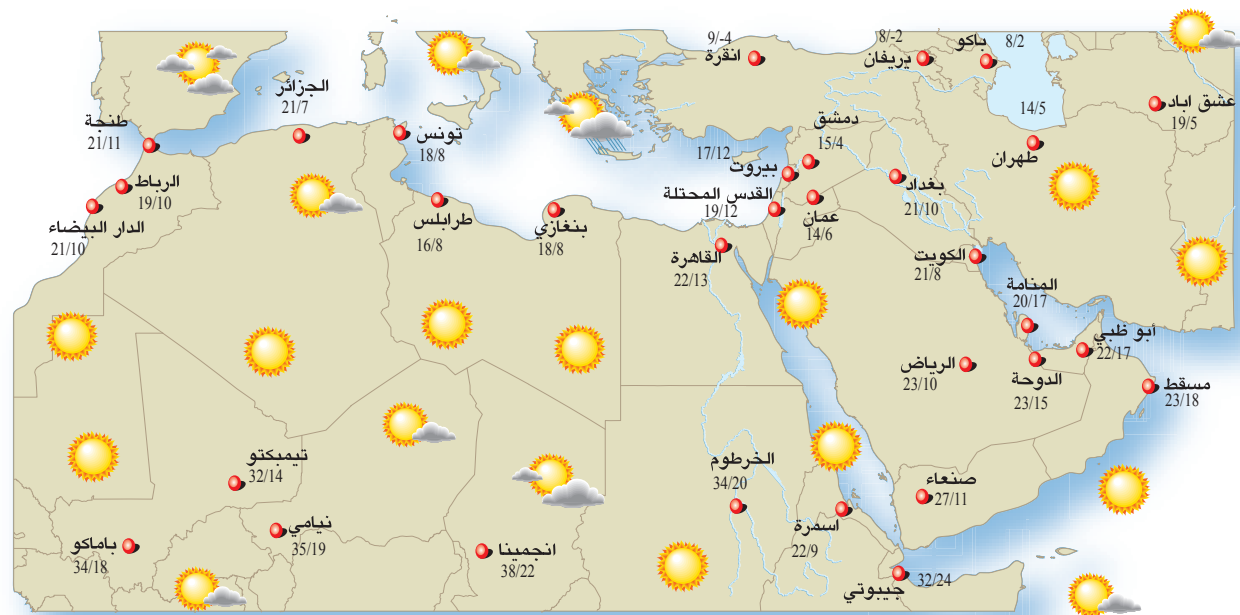 9/-4
انقرة
8/-2
يريفان
باكو
8/2
عشق اباد
19/5
14/5
طهران
الجزائر
21/7
طنجة
21/11
تونس
18/8
دمشق
15/4
17/12
بيروت
بغداد
21/10
الرباط
19/10
القدس المحتلة
19/12
عمان
14/6
الدار البيضاء
21/10
طرابلس
16/8
بنغازي
18/8
القاهرة
22/13
الكويت
21/8
المنامة
20/17
أبو ظبي
22/17
الرياض
23/10
الدوحة
23/15
مسقط
23/18
تيمبكتو
32/14
الخرطوم
34/20
صنعاء
27/11
نيامي
35/19
باماكو
34/18
انجمينا
38/22
اسمرة
22/9
جيبوتي
32/24